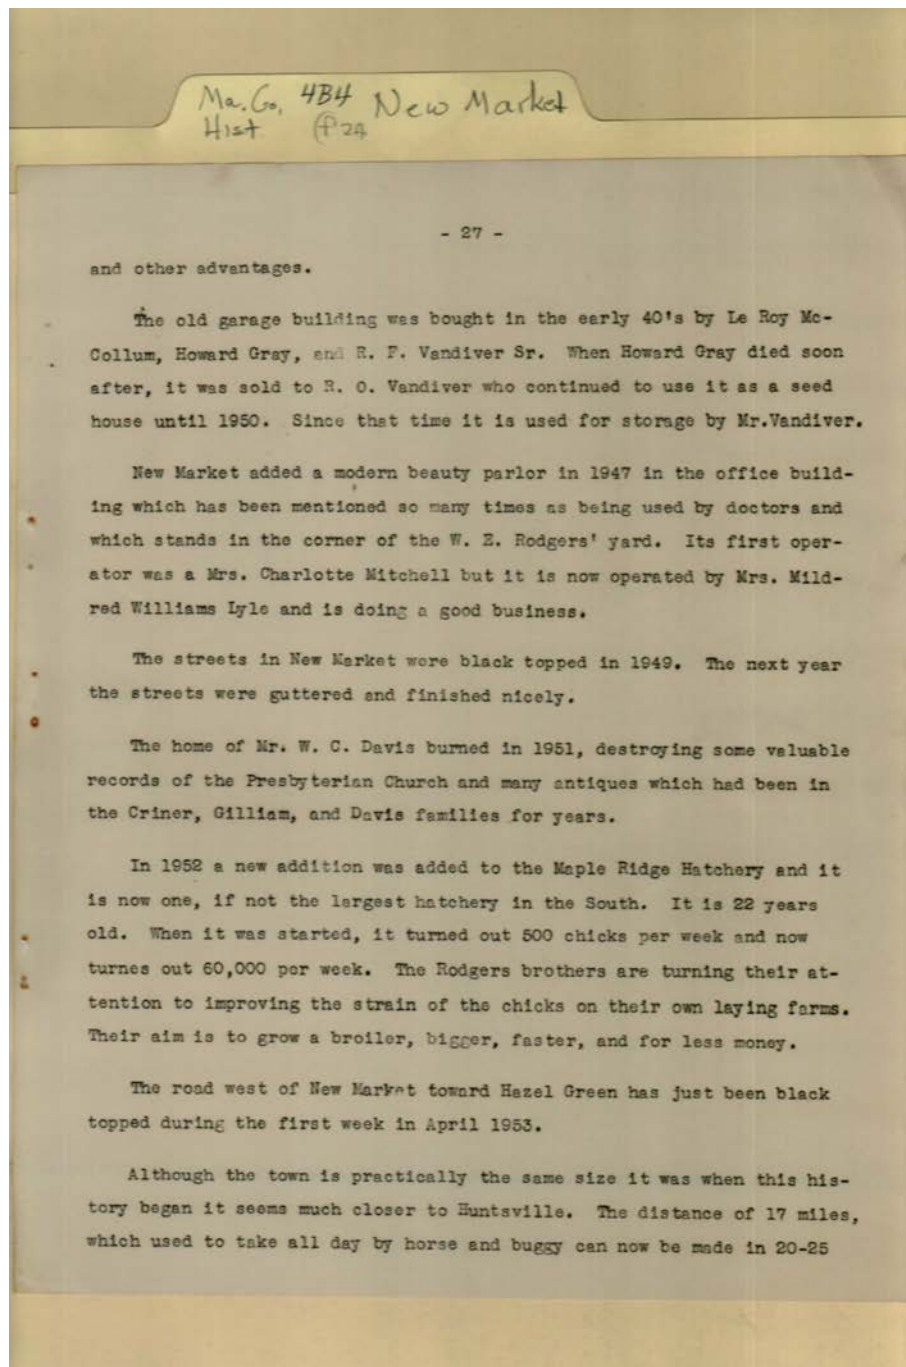 Ma. Co. 4B4 New Market
Hist
- 27 -
and other advantages.
The old garage building was bought in the early 40's by Le Roy Mc-
Collum, Howard Gray, and R. F. Vandiver Sr. When Howard Gray died soon
after, it was sold to R. O. Vandiver who continued to use it as a seed
house until 1950. Since that time it is used for storage by Mr.Vandiver.
New Market added a modern beauty parlor in 1947 in the office build-
ing which has been mentioned so many times as being used by doctors and
which stands in the corner of the W. E. Rodgers' yard. Its first oper-
ator was a Mrs. Charlotte Mitchell but it is now operated by Mrs. Mild-
red Williams Lyle and is doing a good business.
The streets in New Market were black topped in 1949. The next year
the streets were guttered and finished nicely.
The home of Mr. W. C. Davis burned in 1951, destroying some valuable
records of the Presbyterian Church and many antiques which had been in
the Criner, Gilliam, and Davis families for years.
In 1952 a new addition was added to the Maple Ridge Hatchery and it
is now one, if not the largest hatchery in the South. It is 22 years
old. When it was started, it turned out 500 chicks per week and now
turnes out 60,000 per week. The Rodgers brothers are turning their at-
tention to improving the strain of the chicks on their own laying farms.
Their aim is to grow a broiler, bigger, faster, and for less money.
The road west of New Market toward Hazel Green has just been black
topped during the first week in April 1953.
Although the town is practically the same size it was when this his-
tory began it seems much closer to Huntsville. The distance of 17 miles,
which used to take all day by horse and buggy can now be made in 20-25